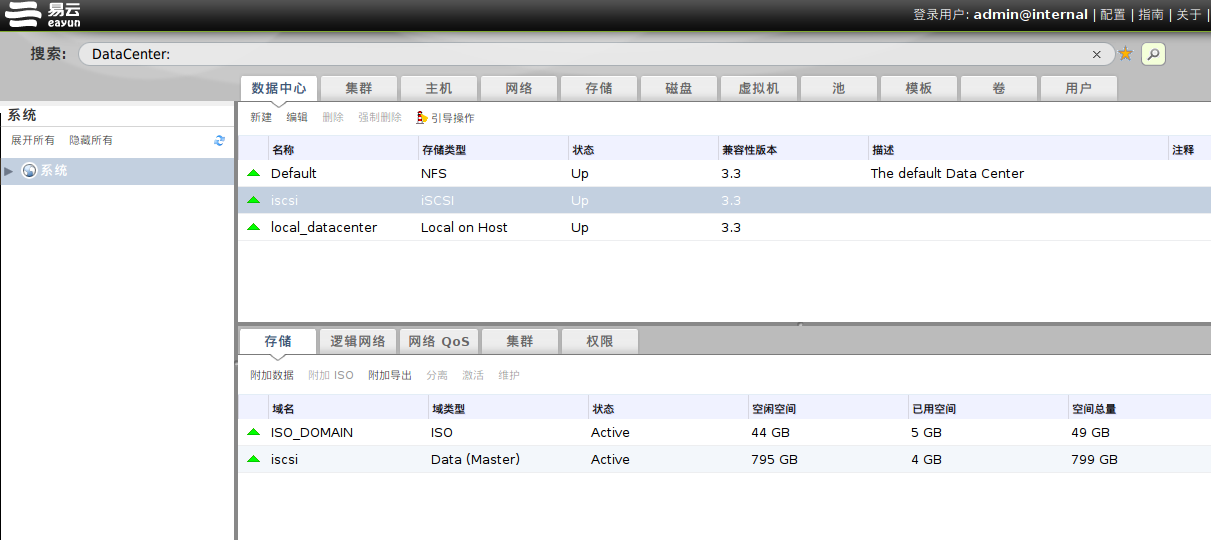 易云
eayun
登录用户: admin@internal | 配置 | 指南 | 关于 |
搜索: DataCenter:
数据中心 集群 主机 网络 存储 磁盘 虚拟机 池 模板 卷 用户
系统
展开所有 隐藏所有
系统
新建 编辑 删除 强制删除 引导操作
名称 存储类型 状态 兼容性版本 描述 注释
Default NFS Up 3.3 The default Data Center
iscsi iSCSI Up 3.3
local_datacenter Local on Host Up 3.3
存储 逻辑网络 网络 QoS 集群 权限
附加数据 附加 ISO 附加导出 分离 激活 维护
域名 域类型 状态 空闲空间 已用空间 空间总量
ISO_DOMAIN ISO Active 44 GB 5 GB 49 GB
iscsi Data (Master) Active 795 GB 4 GB 799 GB